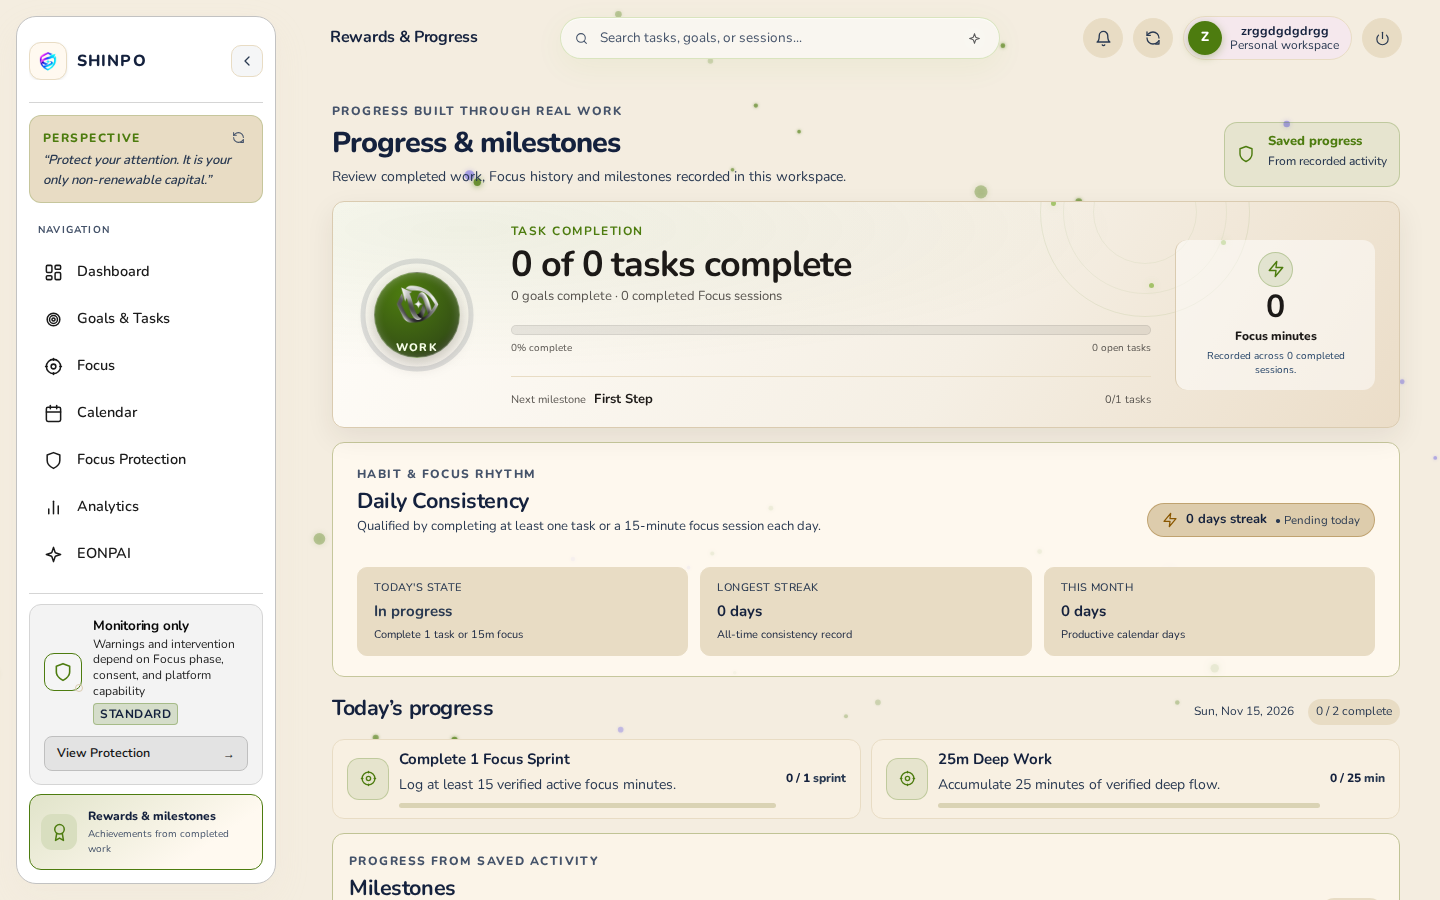 SHINPO
PERSPECTIVE
“Protect your attention. It is your
only non-renewable capital.”
NAVIGATION
Dashboard
Goals & Tasks
Focus
Calendar
Focus Protection
Analytics
EONPAI
Monitoring only
Warnings and intervention
depend on Focus phase,
consent, and platform
capability
STANDARD
View Protection →
Rewards & milestones
Achievements from completed
work
Rewards & Progress
Search tasks, goals, or sessions...
Z
zrggdgdgdrgg
Personal workspace
PROGRESS BUILT THROUGH REAL WORK
Progress & milestones
Review completed work, Focus history and milestones recorded in this workspace.
Saved progress
From recorded activity
WORK
TASK COMPLETION
0 of 0 tasks complete
0 goals complete · 0 completed Focus sessions
0% complete
0 open tasks
Next milestone First Step
0/1 tasks
0
Focus minutes
Recorded across 0 completed
sessions.
HABIT & FOCUS RHYTHM
Daily Consistency
Qualified by completing at least one task or a 15-minute focus session each day.
0 days streak • Pending today
TODAY'S STATE
In progress
Complete 1 task or 15m focus
LONGEST STREAK
0 days
All-time consistency record
THIS MONTH
0 days
Productive calendar days
Today’s progress
Sun, Nov 15, 2026
0 / 2 complete
Complete 1 Focus Sprint
Log at least 15 verified active focus minutes.
0 / 1 sprint
25m Deep Work
Accumulate 25 minutes of verified deep flow.
0 / 25 min
PROGRESS FROM SAVED ACTIVITY
Milestones